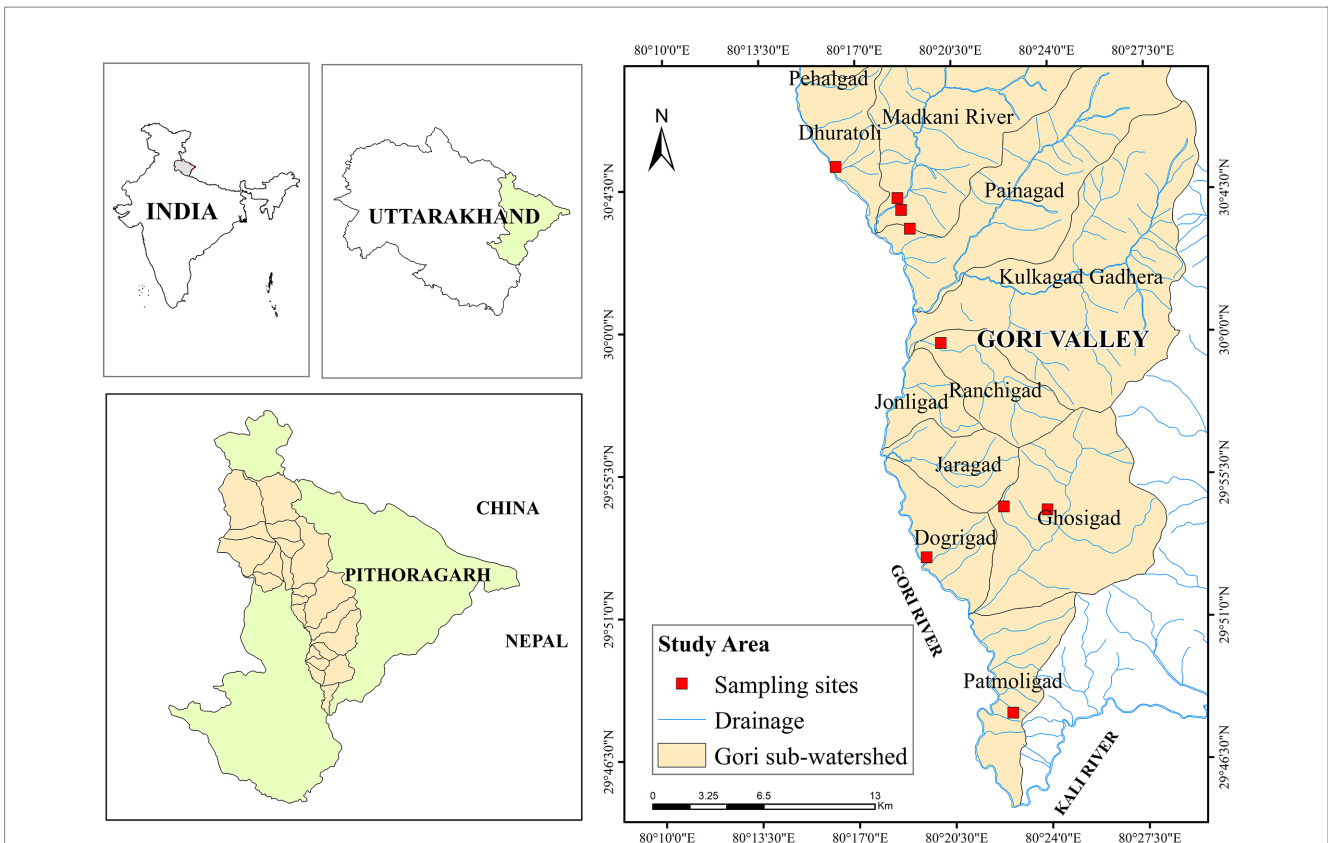 INDIA
UTTARAKHAND
CHINA
PITHORAGARH
NEPAL
80°10'0"E 80°13'30"E 80°17'0"E 80°20'30"E 80°24'0"E 80°27'30"E
N
Pehalgad
Madkani River
Dhuratoli
30°4'30"N
30°4'30"N
Painagad
Kulkagad Gadhera
30°0'0"N
30°0'0"N
GORI VALLEY
Ranchigad
Jonligad
Jaragad
29°55'30"N
29°55'30"N
Ghosigad
Dogrigad
GORI RIVER
29°51'0"N
29°51'0"N
Patmoligad
KALI RIVER
29°46'30"N
29°46'30"N
Study Area
Sampling sites
Drainage
Gori sub-watershed
0 3.25 6.5 13
Km
80°10'0"E 80°13'30"E 80°17'0"E 80°20'30"E 80°24'0"E 80°27'30"E